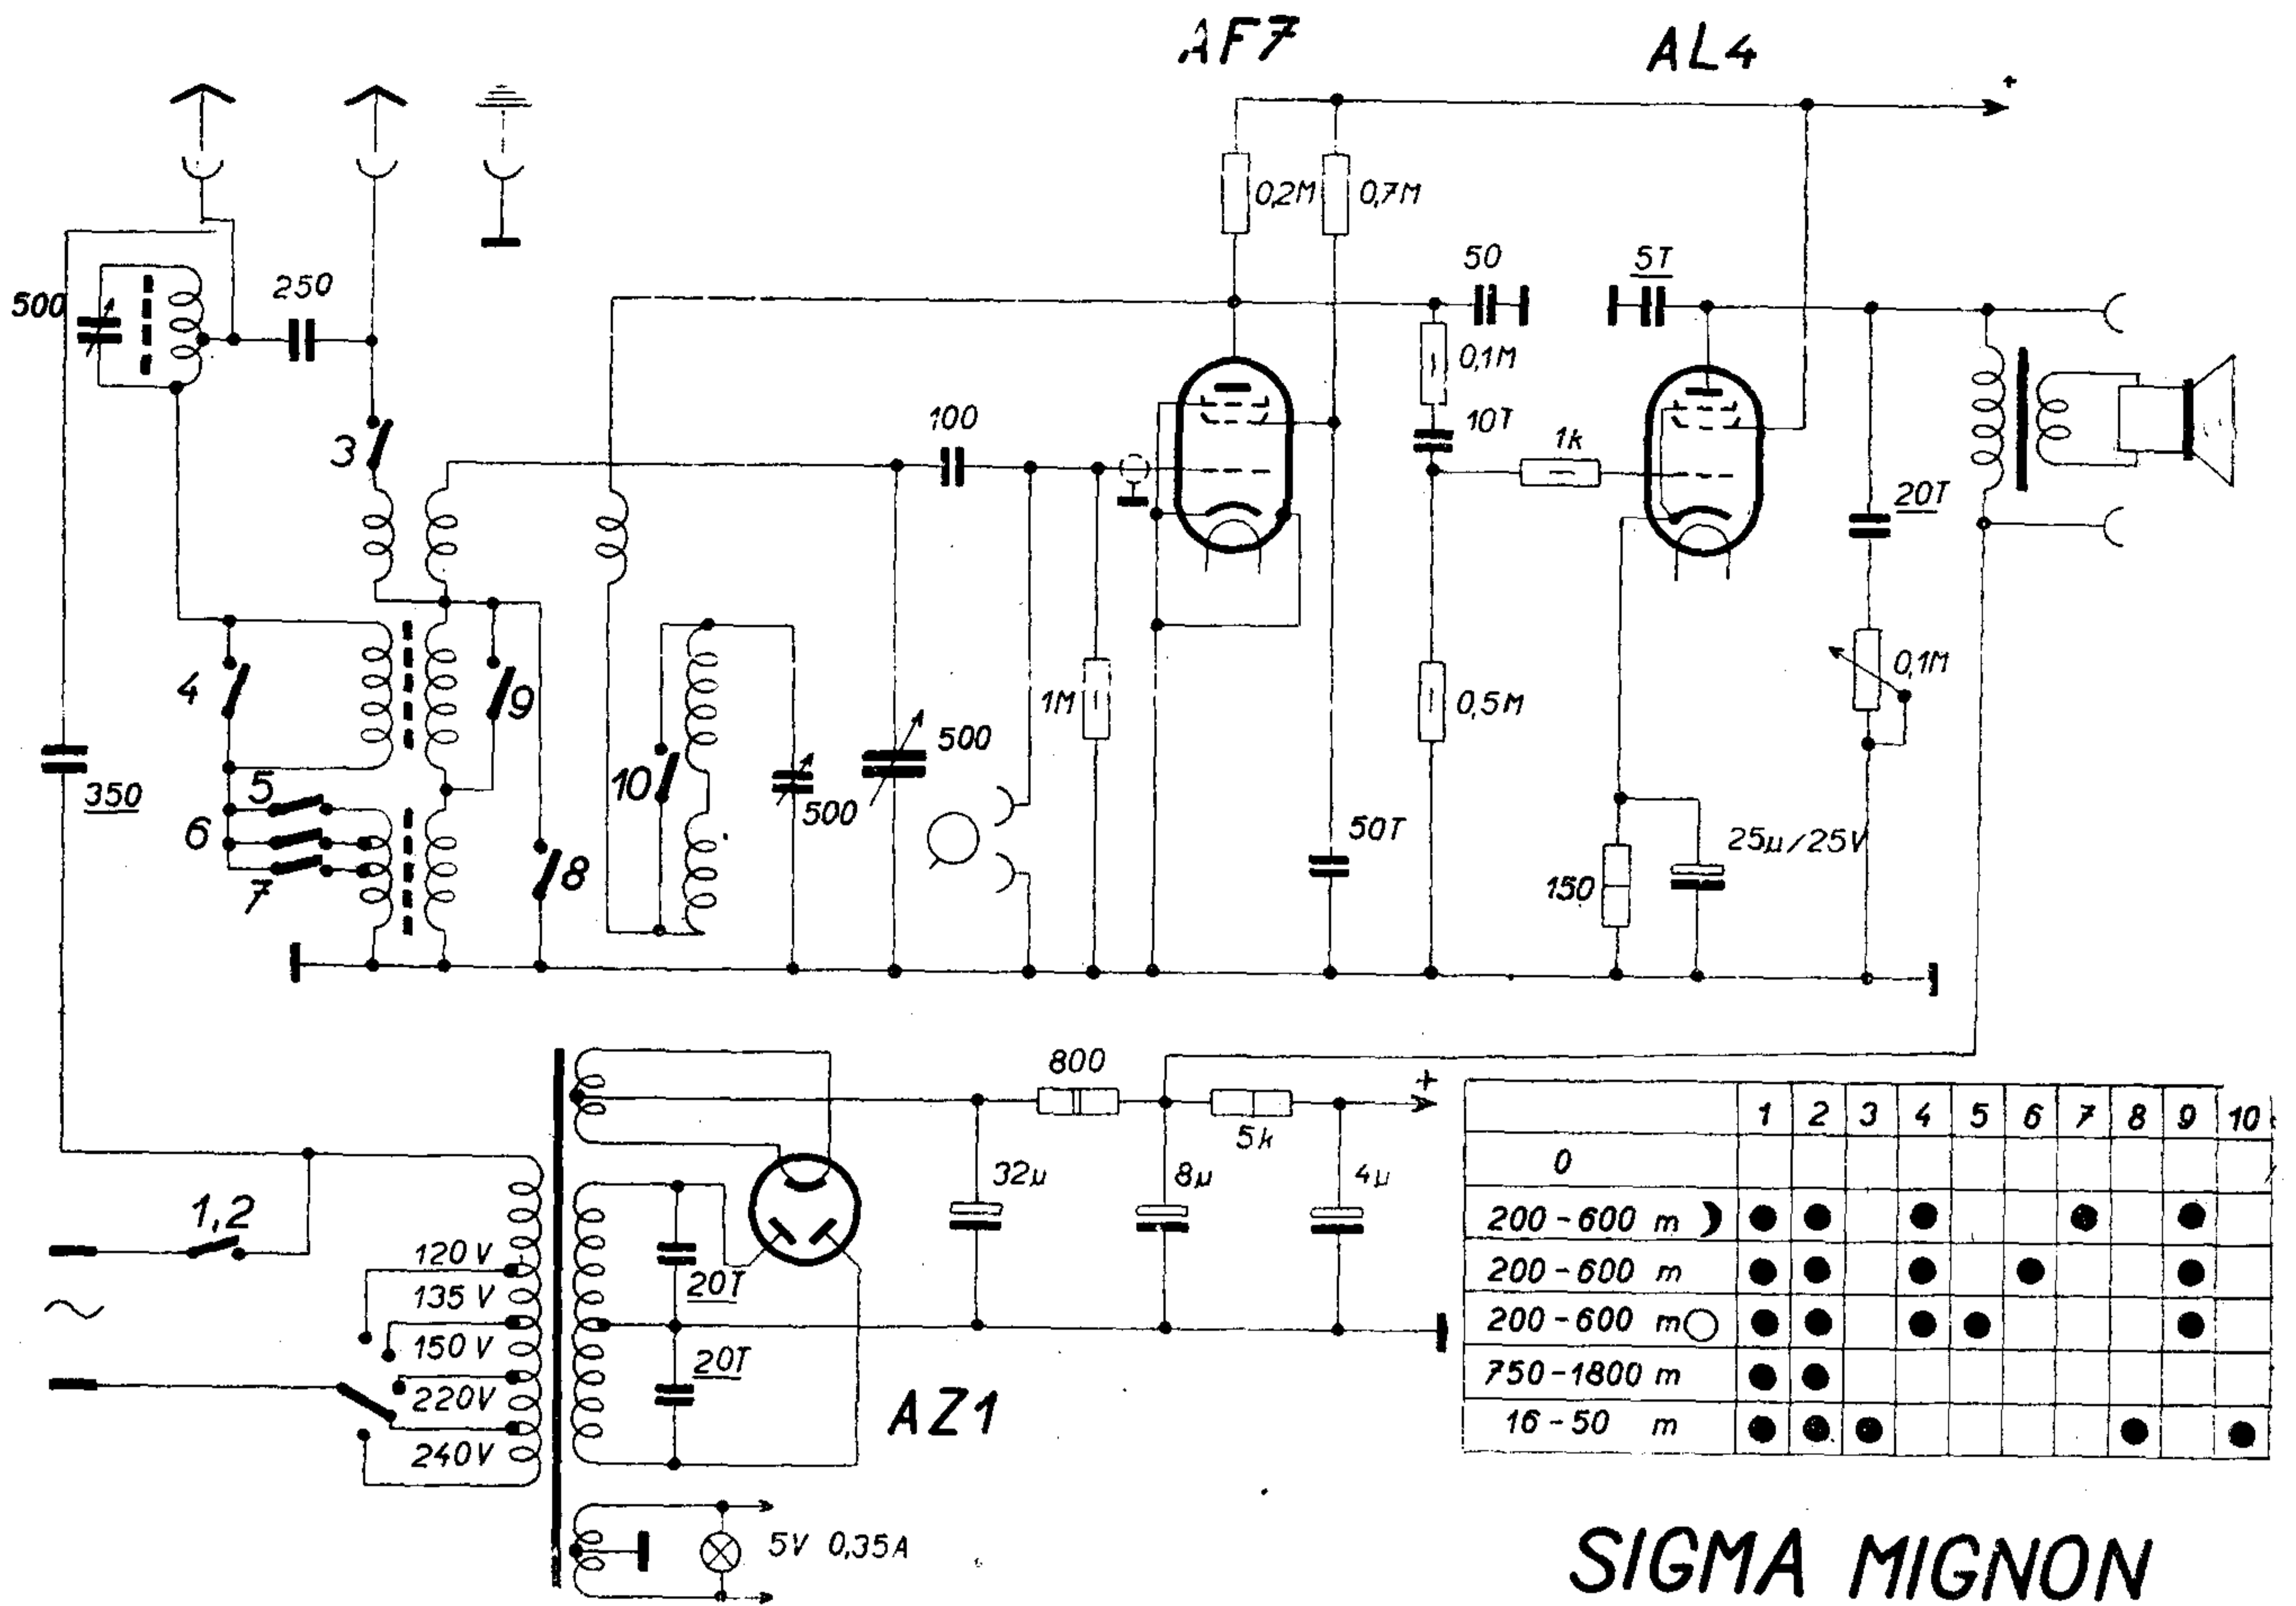 AF7
AL4
+
0,2M
0,7M
500
250
50
5T
0,1M
10T
100
1k
3
20T
4
9
1M
500
0,5M
0,1M
350
5
6
7
8
10
500
50T
25µ/25V
150
800
+
5k
32µ
8µ
4µ
1,2
120 V
135 V
150 V
220V
240V
20T
20T
AZ1
5V 0,35A
1 2 3 4 5 6 7 8 9 10
0
200-600 m
200-600 m
200-600 m
750-1800 m
16-50 m
SIGMA MIGNON